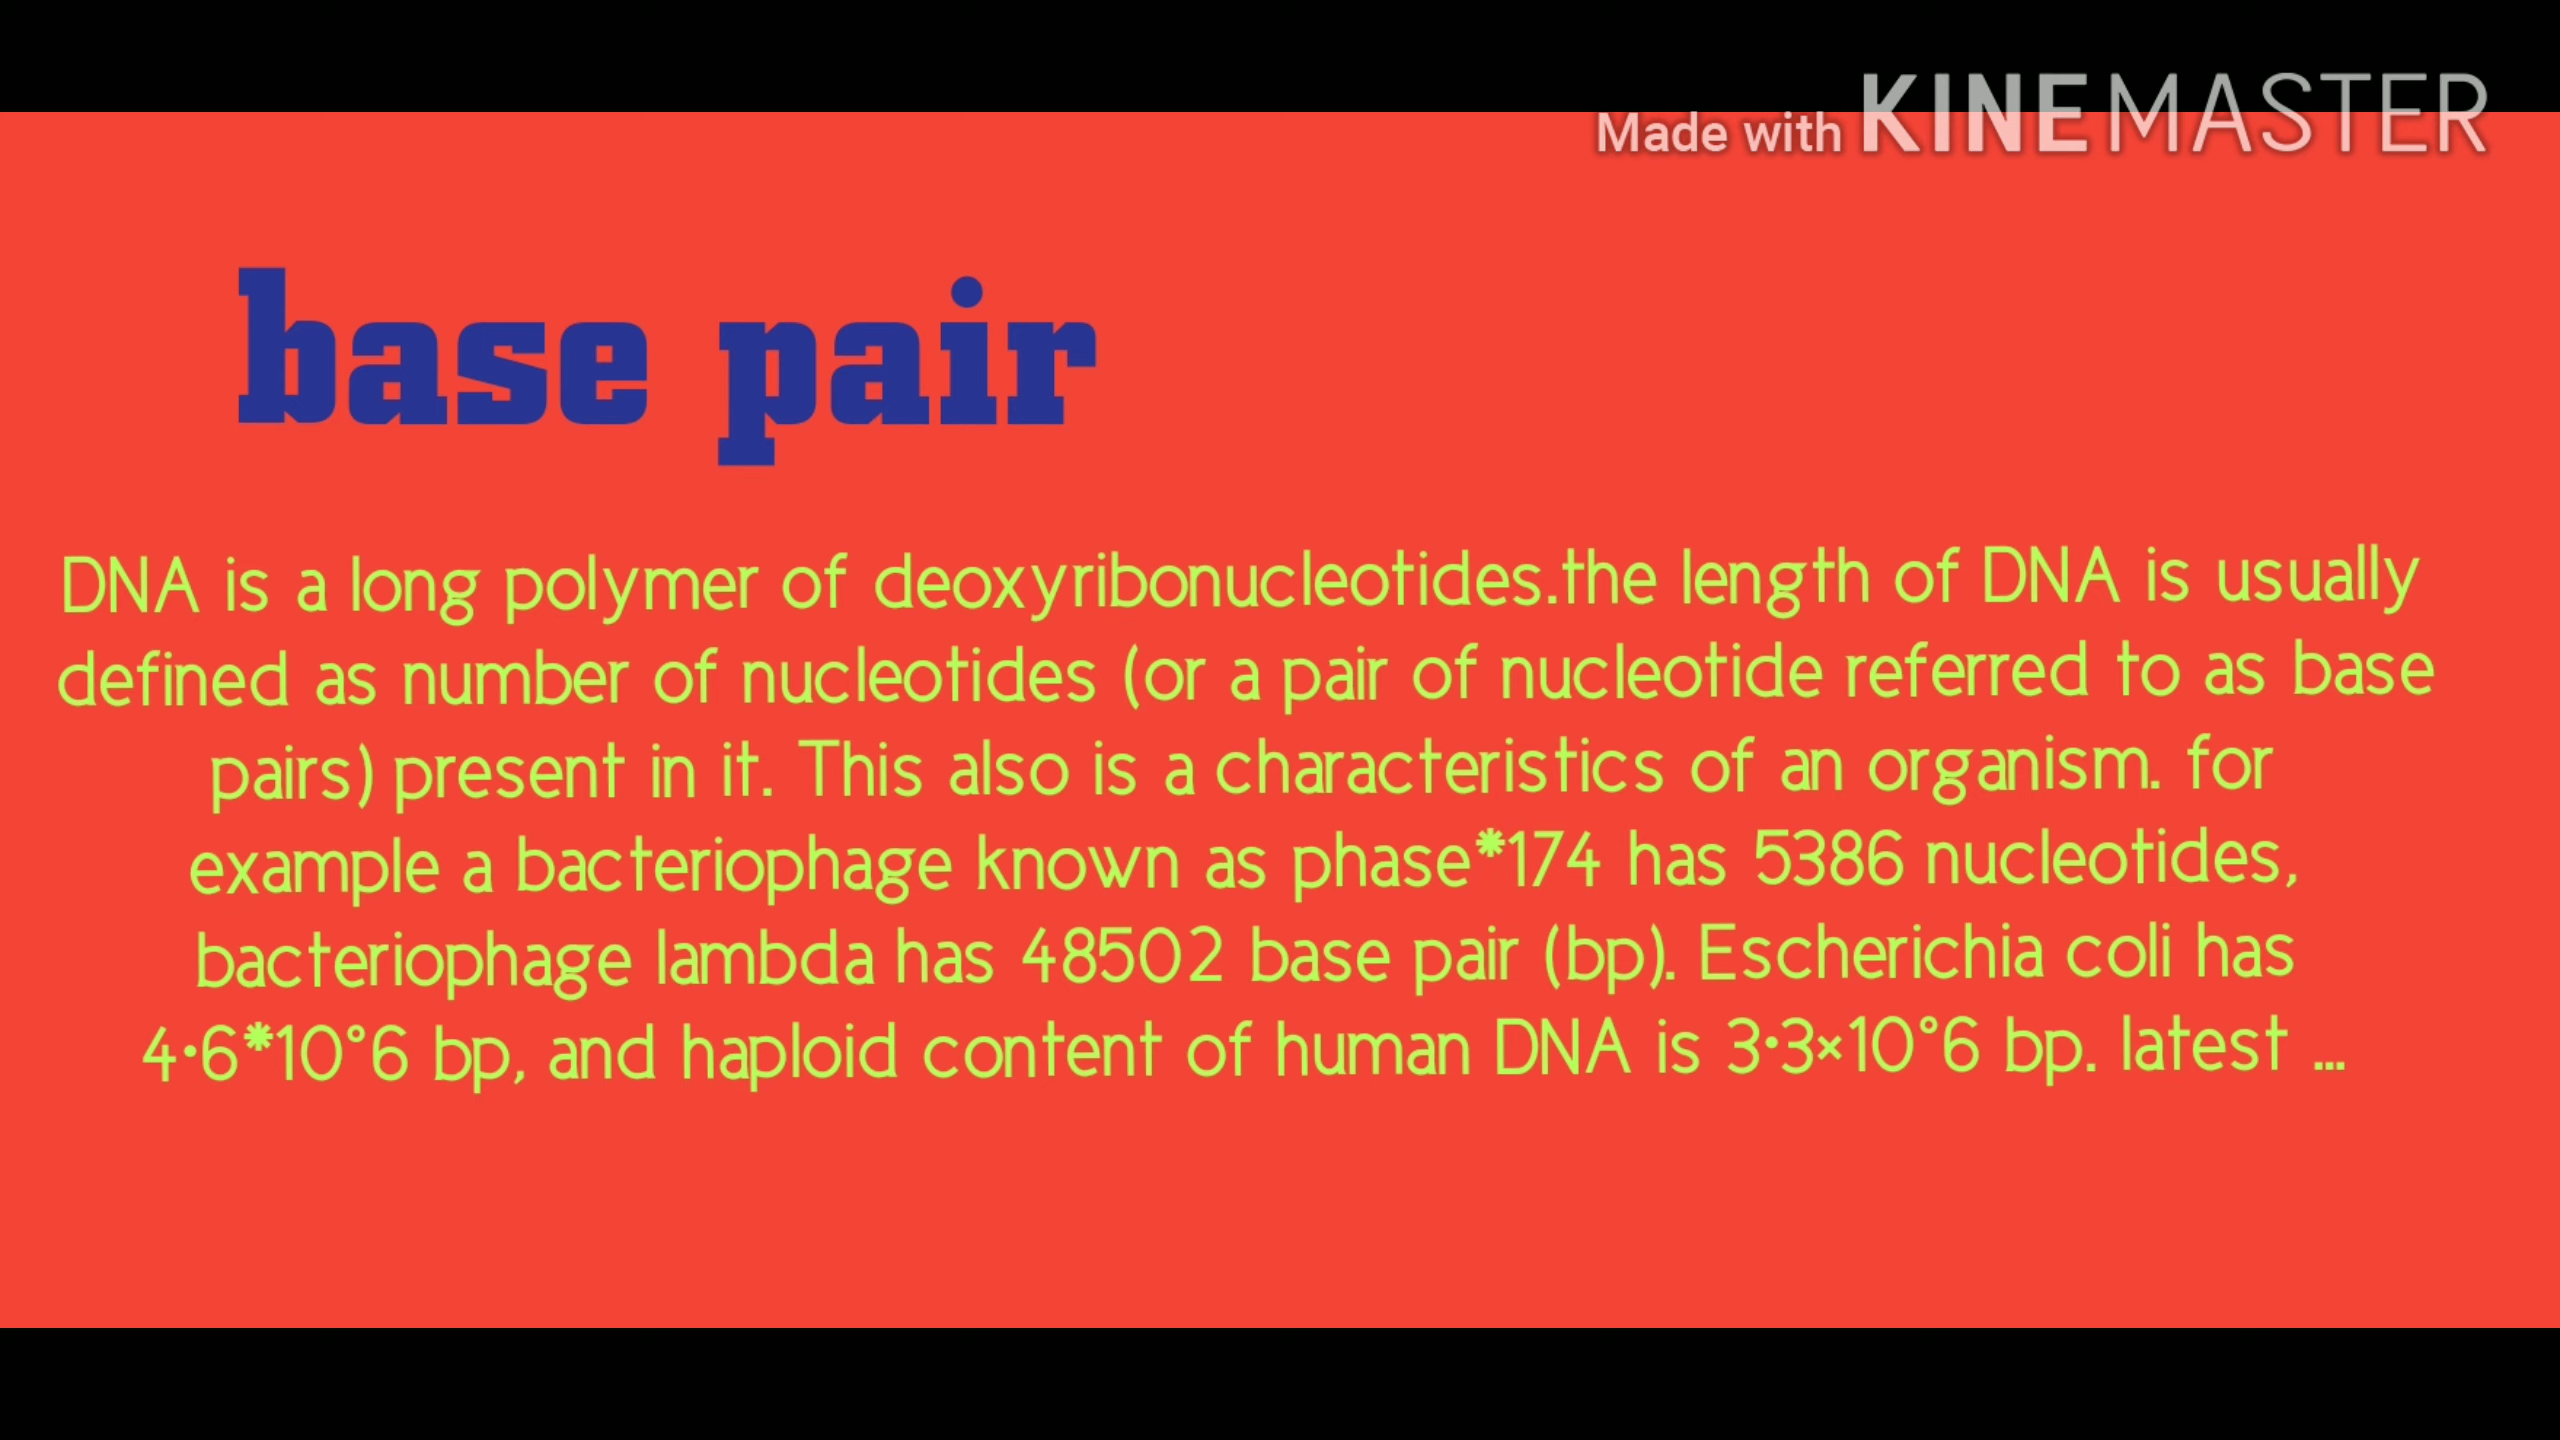 Made with KINEMASTER
base pair
DNA is a long polymer of deoxyribonucleotides.the length of DNA is usually
defined as number of nucleotides (or a pair of nucleotide referred to as base
pairs) present in it. This also is a characteristics of an organism. for
example a bacteriophage known as phase*174 has 5386 nucleotides,
bacteriophage lambda has 48502 base pair (bp). Escherichia coli has
4•6*10°6 bp, and haploid content of human DNA is 3•3×10°6 bp. latest ...